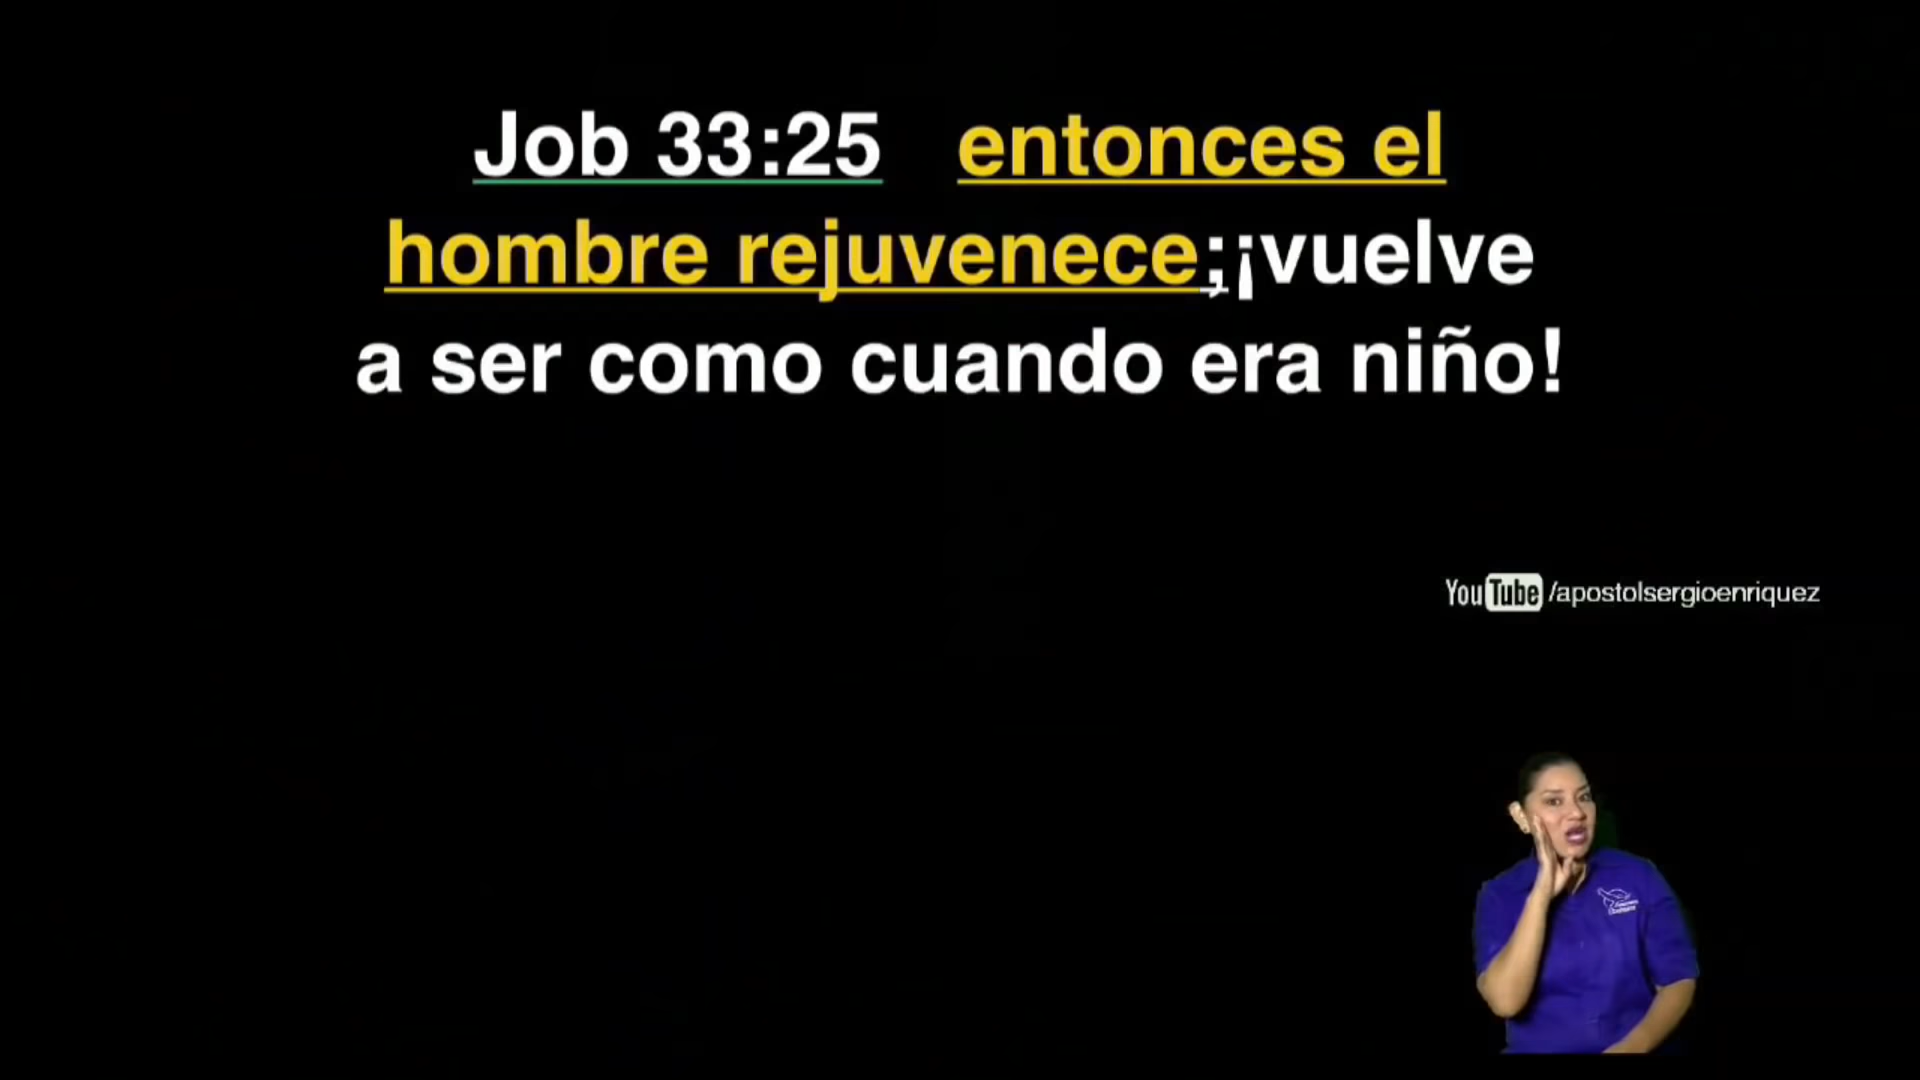 Job 33:25 entonces el
hombre rejuvenece;¡vuelve
a ser como cuando era niño!
YouTube /apostolsergioenriquez